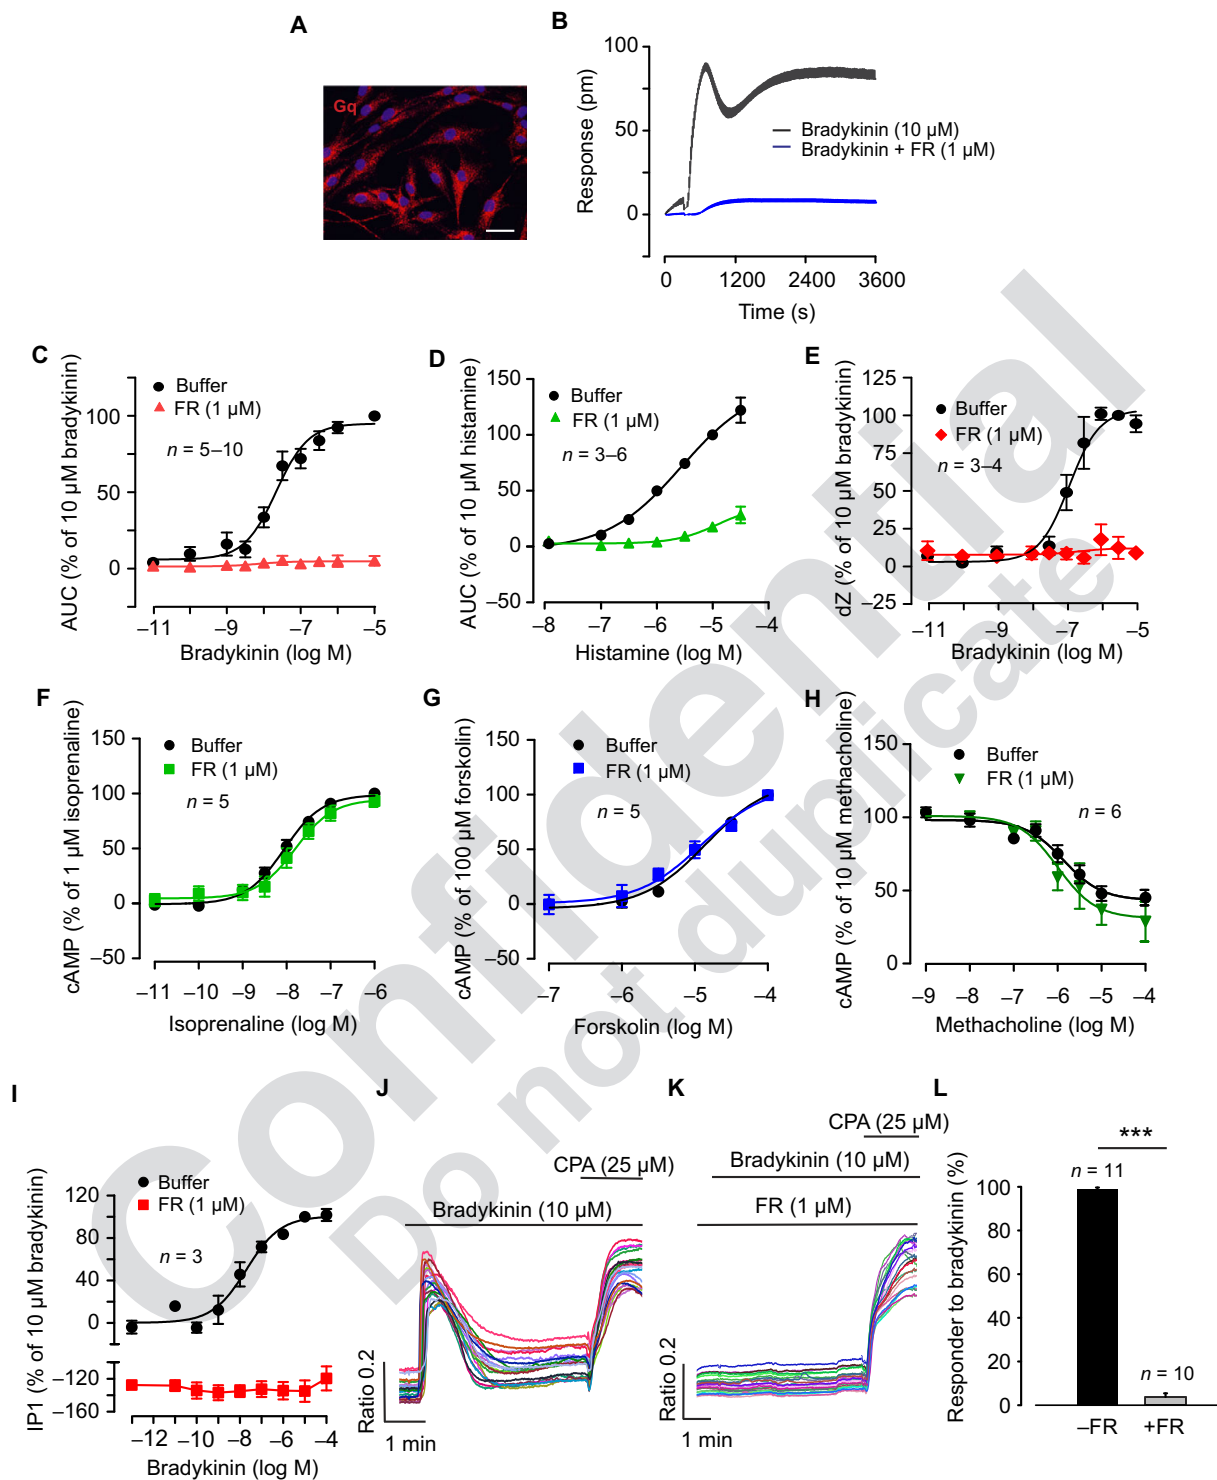 A
Gq
B
Response (pm)
100
50
0
Bradykinin (10 µM)
Bradykinin + FR (1 µM)
0 1200 2400 3600
Time (s)
C
AUC (% of 10 µM bradykinin)
100
50
0
Buffer
FR (1 µM)
n = 5–10
–11 –9 –7 –5
Bradykinin (log M)
D
AUC (% of 10 µM histamine)
150
100
50
0
–50
Buffer
FR (1 µM)
n = 3–6
–8 –7 –6 –5 –4
Histamine (log M)
E
dZ (% of 10 µM bradykinin)
125
100
75
50
25
0
–25
Buffer
FR (1 µM)
n = 3–4
–11 –9 –7 –5
Bradykinin (log M)
F
cAMP (% of 1 µM isoprenaline)
150
100
50
0
–50
Buffer
FR (1 µM)
n = 5
–11 –10 –9 –8 –7 –6
Isoprenaline (log M)
G
cAMP (% of 100 µM forskolin)
150
100
50
0
–50
Buffer
FR (1 µM)
n = 5
–7 –6 –5 –4
Forskolin (log M)
H
cAMP (% of 10 µM methacholine)
150
100
50
0
Buffer
FR (1 µM)
n = 6
–9 –8 –7 –6 –5 –4
Methacholine (log M)
I
IP1 (% of 10 µM bradykinin)
120
80
40
0
–120
–160
Buffer
FR (1 µM)
n = 3
–12 –10 –8 –6 –4
Bradykinin (log M)
J
CPA (25 µM)
Bradykinin (10 µM)
Ratio 0.2
1 min
K
CPA (25 µM)
Bradykinin (10 µM)
FR (1 µM)
Ratio 0.2
1 min
L
Responder to bradykinin (%)
100
80
60
40
20
0
***
n = 11
n = 10
–FR +FR
Confidential
Do not duplicate